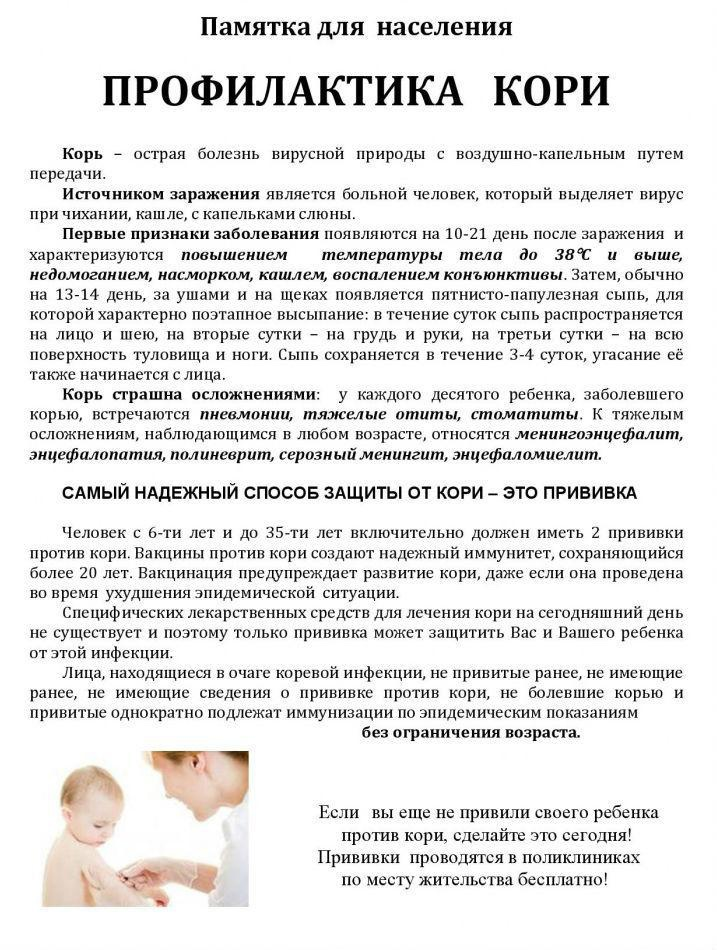 Памятка для населения
ПРОФИЛАКТИКА КОРИ
Корь – острая болезнь вирусной природы с воздушно-капельным путем
передачи.
Источником заражения является больной человек, который выделяет вирус
при чихании, кашле, с капельками слюны.
Первые признаки заболевания появляются на 10-21 день после заражения и
характеризуются повышением температуры тела до 38°С и выше,
недомоганием, насморком, кашлем, воспалением конъюнктивы. Затем, обычно
на 13-14 день, за ушами и на щеках появляется пятнисто-папулезная сыпь, для
которой характерно поэтапное высыпание: в течение суток сыпь распространяется
на лицо и шею, на вторые сутки – на грудь и руки, на третьи сутки – на всю
поверхность туловища и ноги. Сыпь сохраняется в течение 3-4 суток, угасание её
также начинается с лица.
Корь страшна осложнениями: у каждого десятого ребенка, заболевшего
корью, встречаются пневмонии, тяжелые отиты, стоматиты. К тяжелым
осложнениям, наблюдающимся в любом возрасте, относятся менингоэнцефалит,
энцефалопатия, полиневрит, серозный менингит, энцефаломиелит.
САМЫЙ НАДЕЖНЫЙ СПОСОБ ЗАЩИТЫ ОТ КОРИ – ЭТО ПРИВИВКА
Человек с 6-ти лет и до 35-ти лет включительно должен иметь 2 прививки
против кори. Вакцины против кори создают надежный иммунитет, сохраняющийся
более 20 лет. Вакцинация предупреждает развитие кори, даже если она проведена
во время ухудшения эпидемической ситуации.
Специфических лекарственных средств для лечения кори на сегодняшний день
не существует и поэтому только прививка может защитить Вас и Вашего ребенка
от этой инфекции.
Лица, находящиеся в очаге коревой инфекции, не привитые ранее, не имеющие
ранее, не имеющие сведения о прививке против кори, не болевшие корью и
привитые однократно подлежат иммунизации по эпидемическим показаниям
без ограничения возраста.
Если вы еще не привили своего ребенка
против кори, сделайте это сегодня!
Прививки проводятся в поликлиниках
по месту жительства бесплатно!